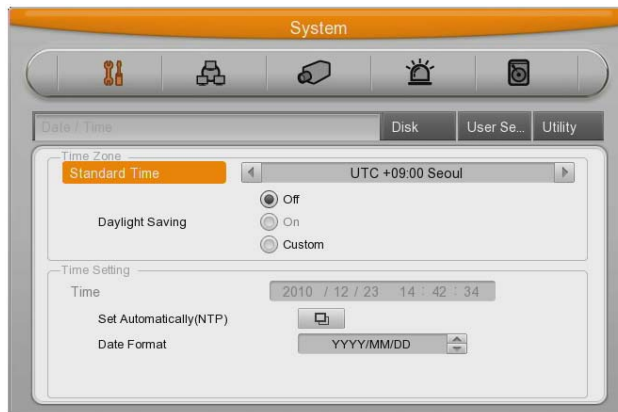 System
Date / Time
Disk
User Se...
Utility
Time Zone
Standard Time
UTC +09:00 Seoul
Daylight Saving
Off
On
Custom
Time Setting
Time
2010 / 12 / 23 14 : 42 : 34
Set Automatically(NTP)
Date Format
YYYY/MM/DD